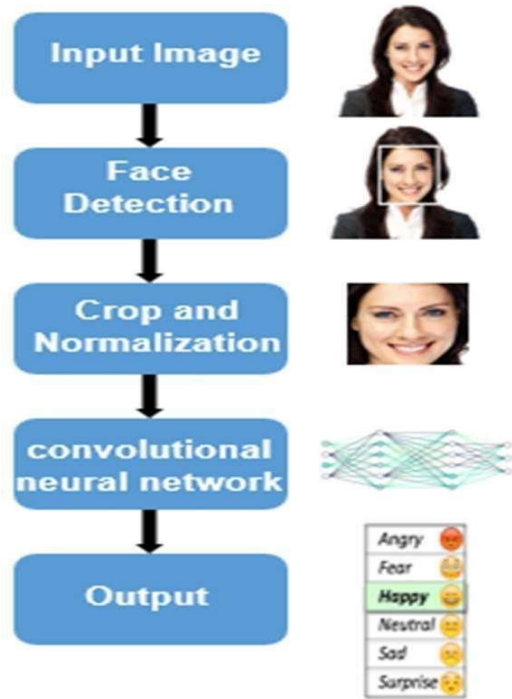 Input Image
Face
Detection
Crop and
Normalization
convolutional
neural network
Output
Angry
Fear
Happy
Neutral
Sad
Surprise